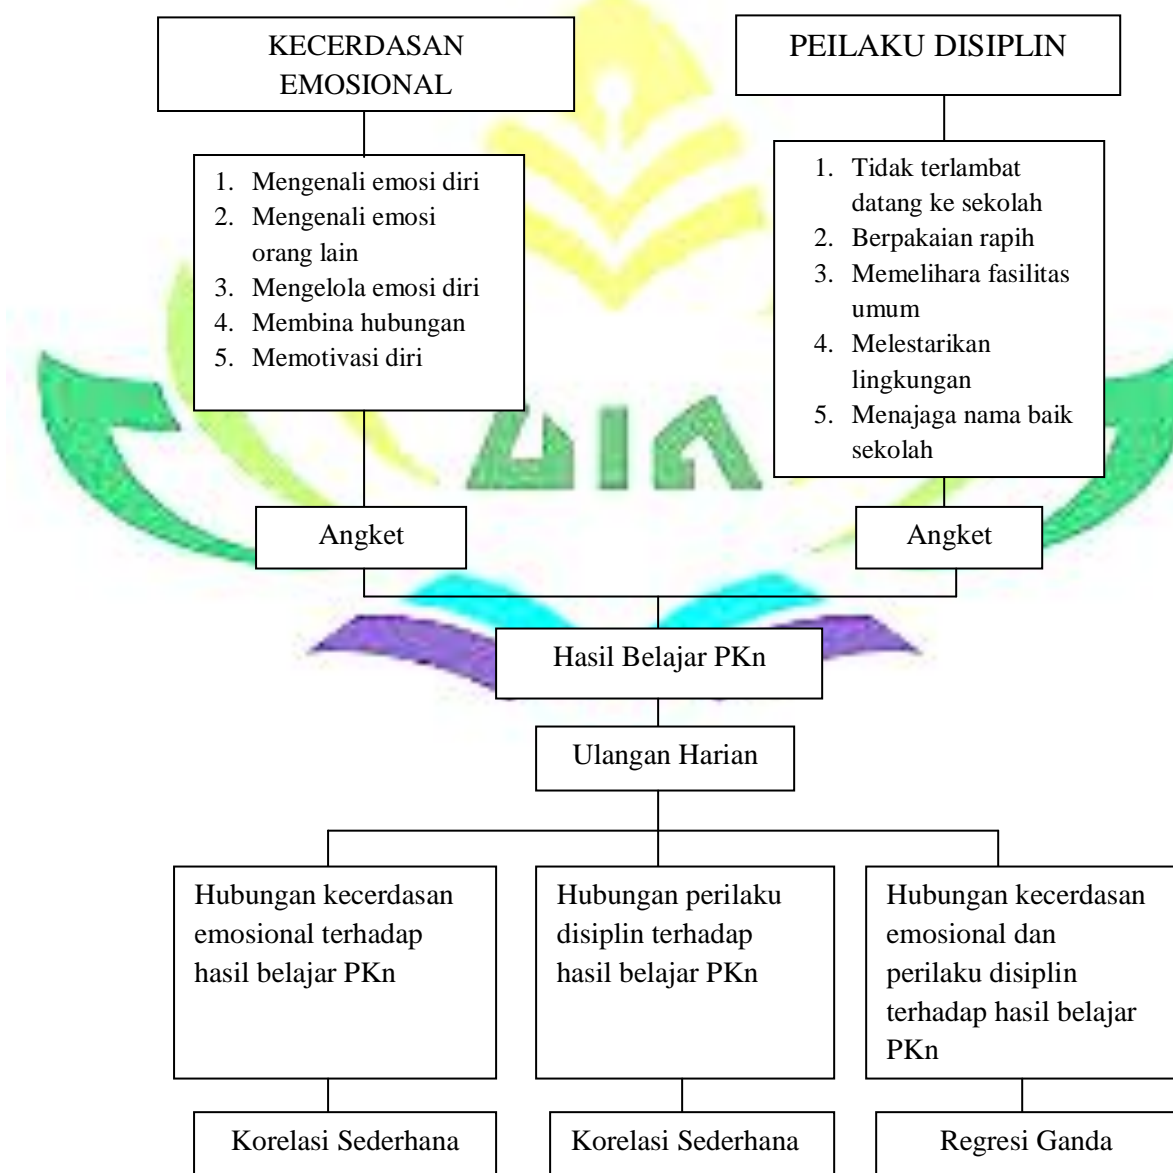 KECERDASAN
EMOSIONAL
PEILAKU DISIPLIN
1. Mengenali emosi diri
2. Mengenali emosi
orang lain
3. Mengelola emosi diri
4. Membina hubungan
5. Memotivasi diri
1. Tidak terlambat
datang ke sekolah
2. Berpakaian rapih
3. Memelihara fasilitas
umum
4. Melestarikan
lingkungan
5. Menajaga nama baik
sekolah
Angket
Angket
Hasil Belajar PKn
Ulangan Harian
Hubungan kecerdasan
emosional terhadap
hasil belajar PKn
Hubungan perilaku
disiplin terhadap
hasil belajar PKn
Hubungan kecerdasan
emosional dan
perilaku disiplin
terhadap hasil belajar
PKn
Korelasi Sederhana
Korelasi Sederhana
Regresi Ganda